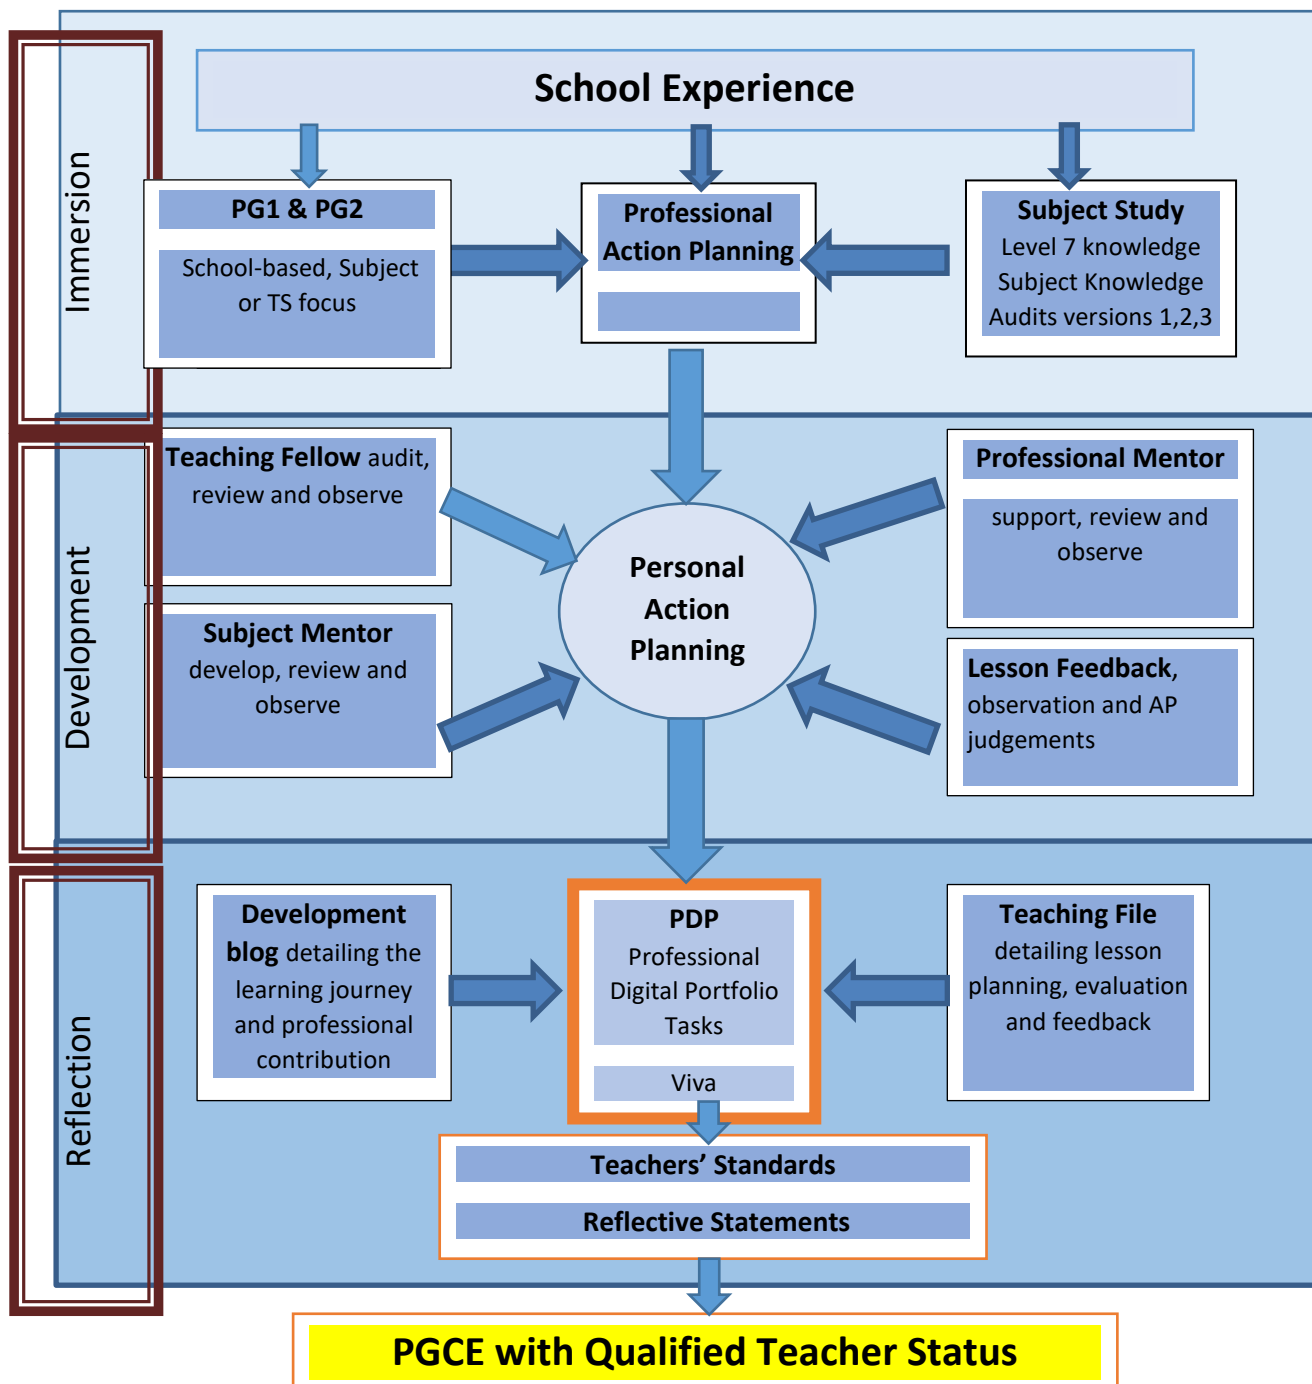 School Experience
Immersion
PG1 & PG2
School-based, Subject
or TS focus
Professional
Action Planning
Subject Study
Level 7 knowledge
Subject Knowledge
Audits versions 1,2,3
Development
Teaching Fellow audit,
review and observe
Subject Mentor
develop, review and
observe
Personal
Action
Planning
Professional Mentor
support, review and
observe
Lesson Feedback,
observation and AP
judgements
Reflection
Development
blog detailing the
learning journey
and professional
contribution
PDP
Professional
Digital Portfolio
Tasks
Viva
Teaching File
detailing lesson
planning, evaluation
and feedback
Teachers’ Standards
Reflective Statements
PGCE with Qualified Teacher Status